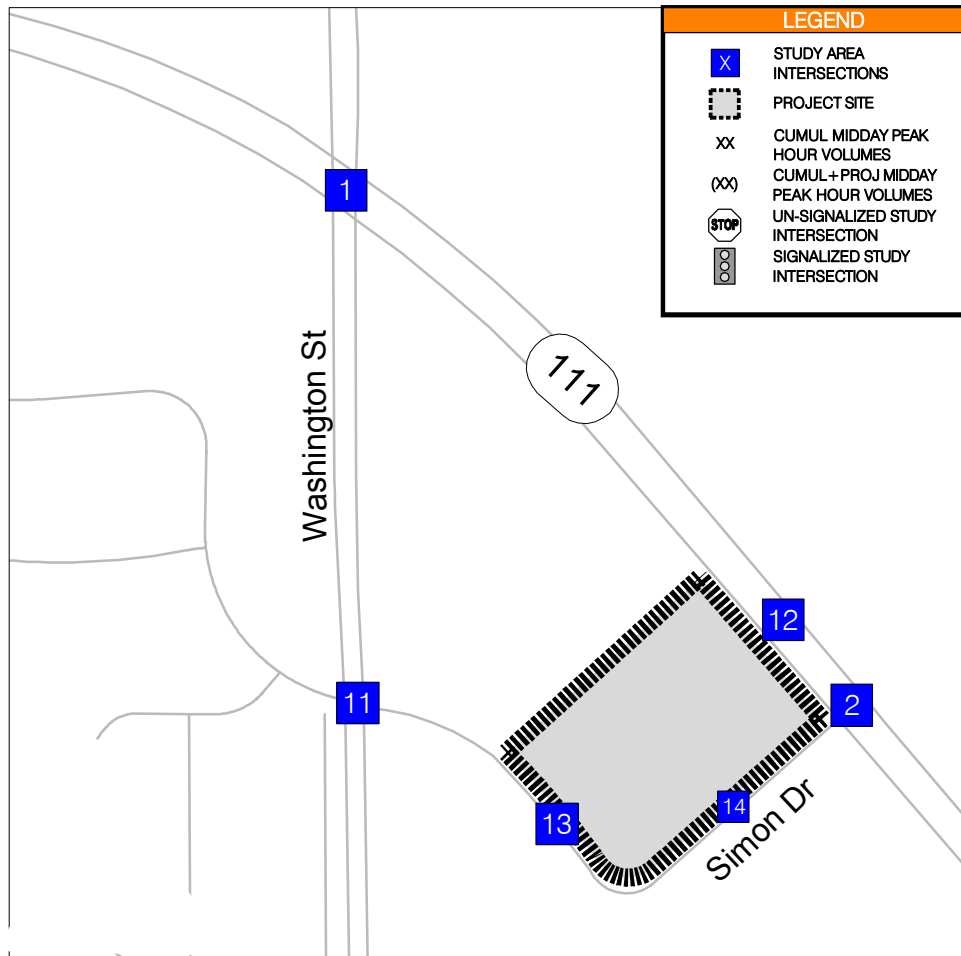 LEGEND
X
STUDY AREA
INTERSECTIONS
PROJECT SITE
XX
CUMUL MIDDAY PEAK
HOUR VOLUMES
(XX)
CUMUL+PROJ MIDDAY
PEAK HOUR VOLUMES
STOP
UN-SIGNALIZED STUDY
INTERSECTION
SIGNALIZED STUDY
INTERSECTION
1
Washington St
111
12
11
2
13
14
Simon Dr